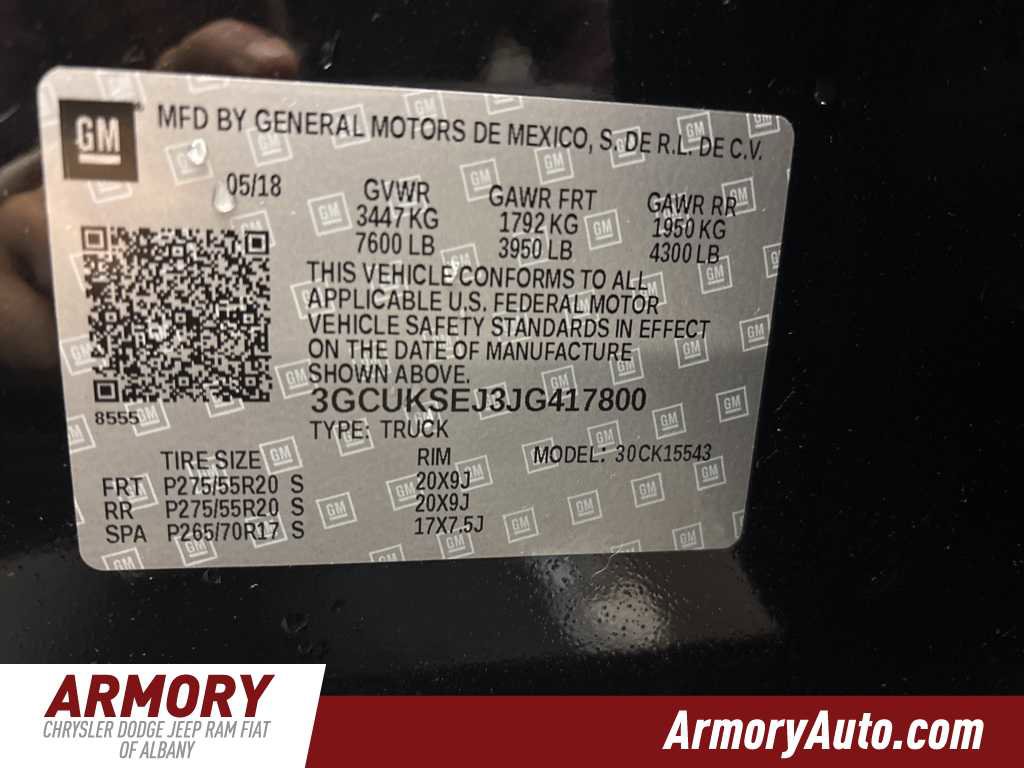 GM
MFD BY GENERAL MOTORS DE MEXICO, S. DE R.L. DE C.V.
05/18
GVWR GAWR FRT GAWR RR
3447 KG 1792 KG 1950 KG
7600 LB 3950 LB 4300 LB
THIS VEHICLE CONFORMS TO ALL
APPLICABLE U.S. FEDERAL MOTOR
VEHICLE SAFETY STANDARDS IN EFFECT
ON THE DATE OF MANUFACTURE
SHOWN ABOVE.
8555
3GCUKSEJ3JG417800
TYPE: TRUCK
TIRE SIZE RIM MODEL: 30CK15543
FRT P275/55R20 S 20X9J
RR P275/55R20 S 20X9J
SPA P265/70R17 S 17X7.5J
ARMORY
CHRYSLER DODGE JEEP RAM FIAT
OF ALBANY
ArmoryAuto.com